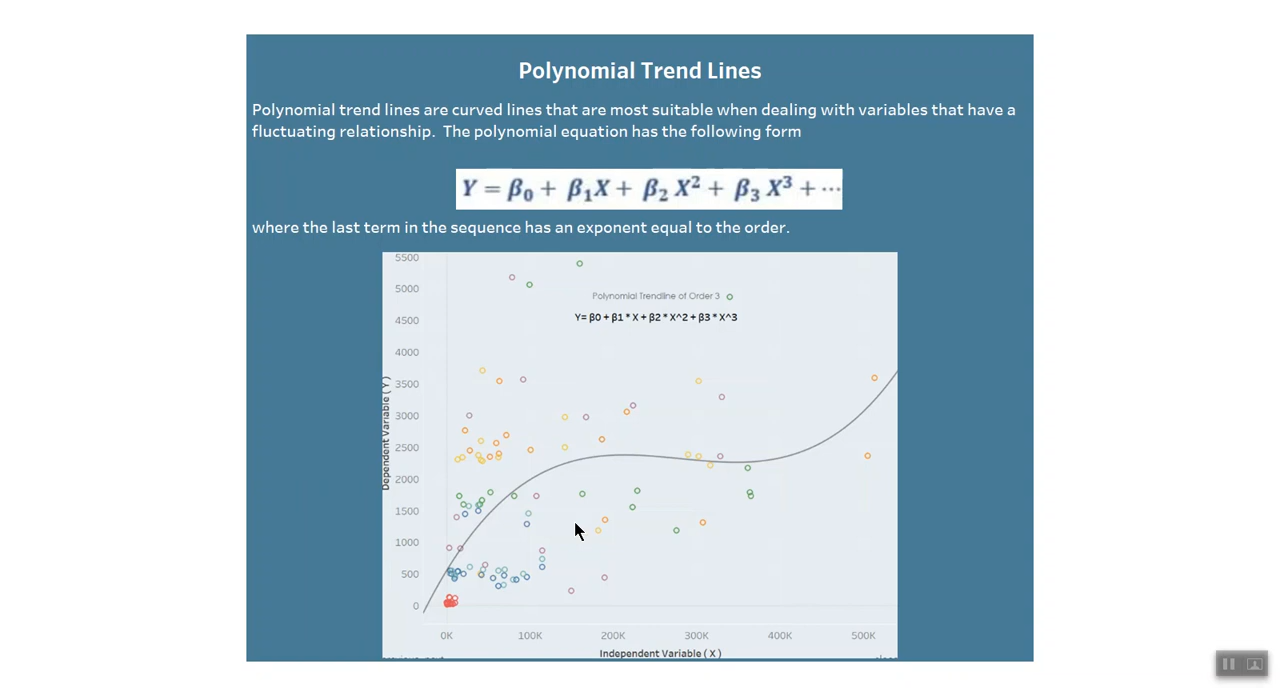 Polynomial Trend Lines
Polynomial trend lines are curved lines that are most suitable when dealing with variables that have a
fluctuating relationship. The polynomial equation has the following form
Y = β₀ + β₁X + β₂ X² + β₃ X³ + ⋯
where the last term in the sequence has an exponent equal to the order.
5500
5000
Polynomial Trendline of Order 3
Y= β0 + β1 * X + β2 * X^2 + β3 * X^3
4500
4000
3500
3000
2500
2000
1500
1000
500
0
Dependent Variable ( Y )
0K 100K 200K 300K 400K 500K
Independent Variable ( X )